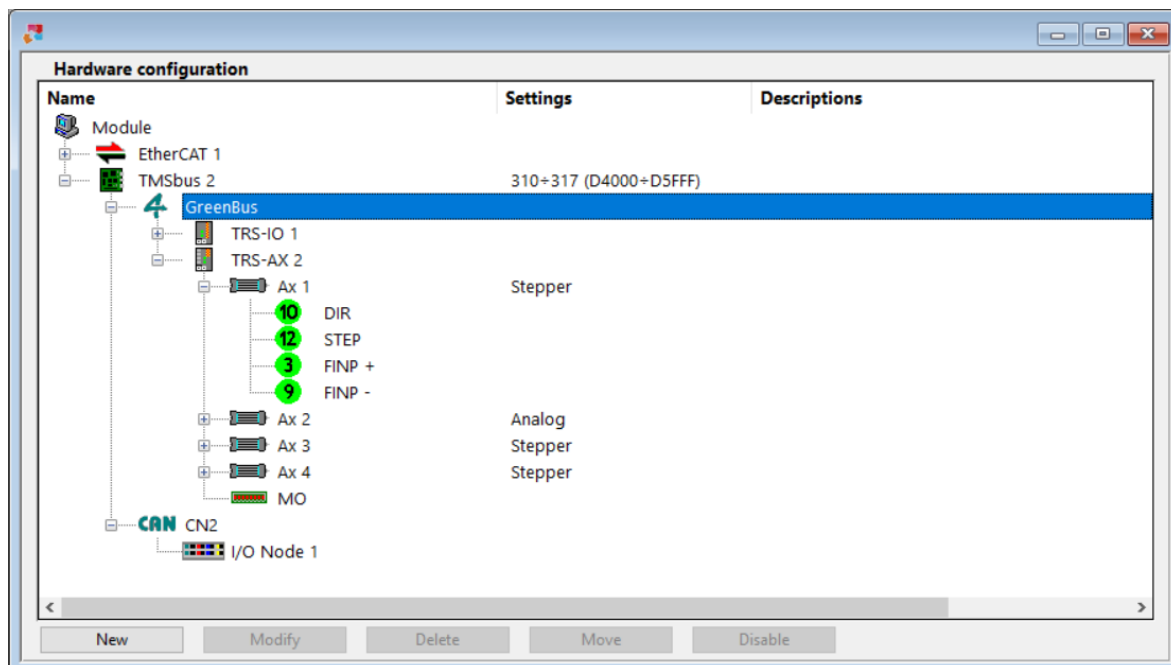 Hardware configuration
Name Settings Descriptions
Module
EtherCAT 1
TMSbus 2 310÷317 (D4000÷D5FFF)
4 GreenBus
TRS-IO 1
TRS-AX 2
Ax 1 Stepper
10 DIR
12 STEP
3 FINP +
9 FINP -
Ax 2 Analog
Ax 3 Stepper
Ax 4 Stepper
MO
CAN CN2
I/O Node 1
New Modify Delete Move Disable